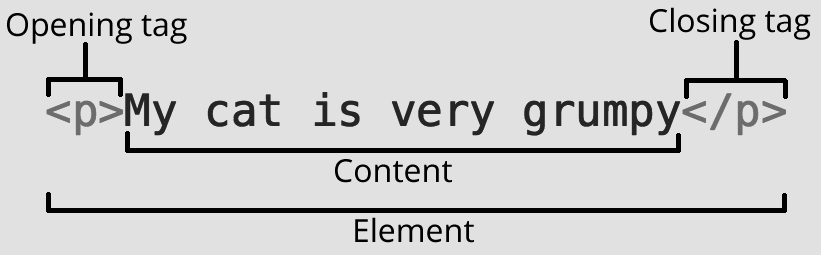 Opening tag
Closing tag
<p>My cat is very grumpy</p>
Content
Element